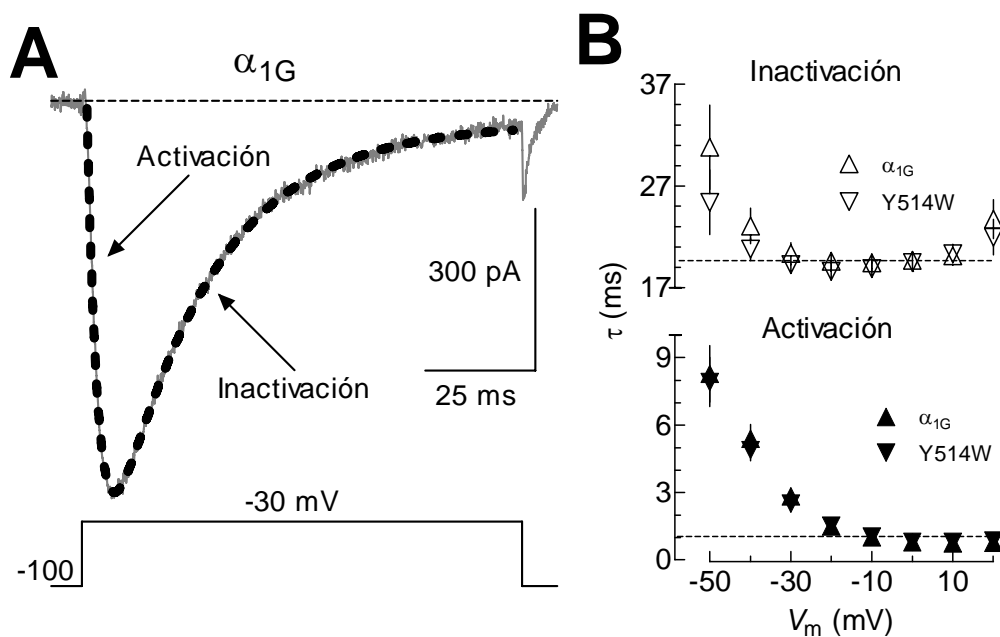 A
α1G
Activación
Inactivación
300 pA
25 ms
-30 mV
-100
B
Inactivación
37
27
17
α1G
Y514W
τ (ms)
Activación
9
6
3
0
α1G
Y514W
-50
-30
-10
10
Vm (mV)